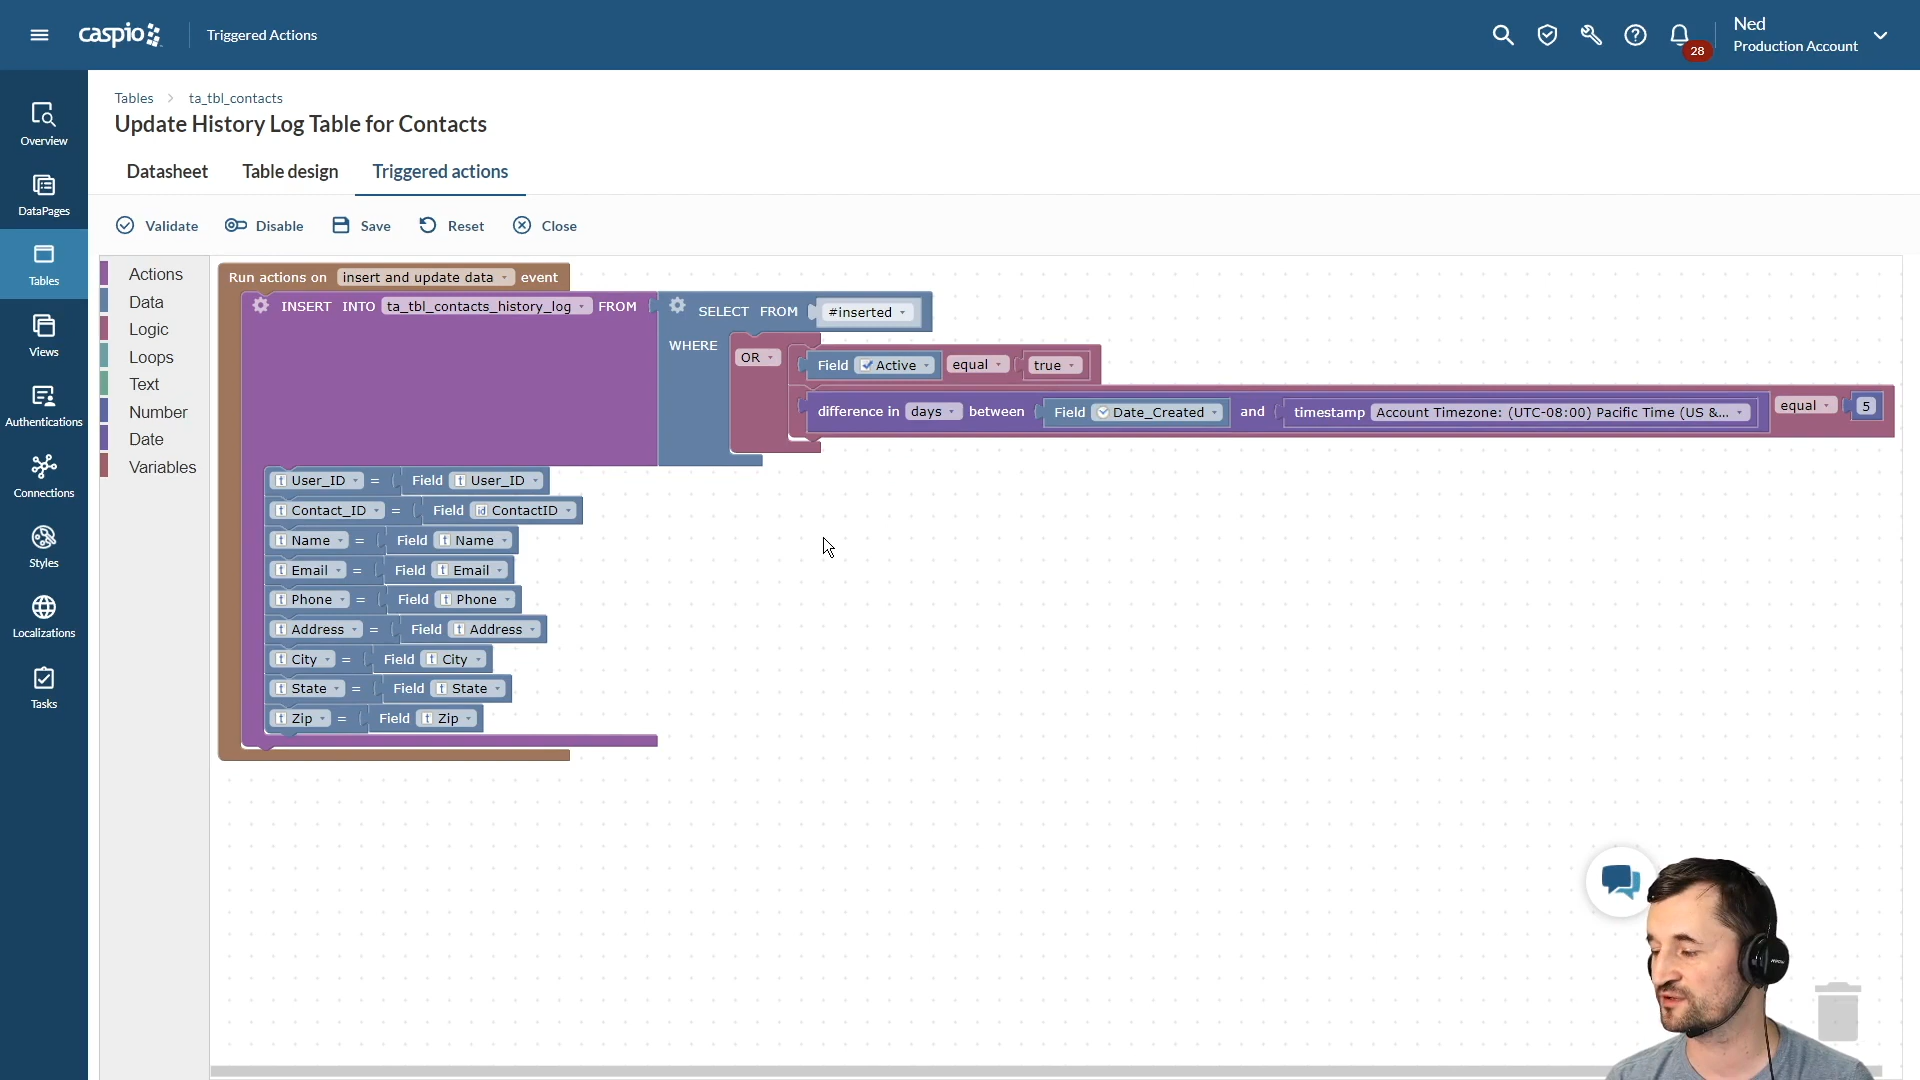 caspio
Triggered Actions
28
Ned
Production Account
Overview
DataPages
Tables
Views
Authentications
Connections
Styles
Localizations
Tasks
Tables > ta_tbl_contacts
Update History Log Table for Contacts
Datasheet Table design Triggered actions
Validate Disable Save Reset Close
Actions
Data
Logic
Loops
Text
Number
Date
Variables
Run actions on insert and update data event
INSERT INTO ta_tbl_contacts_history_log FROM SELECT FROM #inserted
WHERE
OR Field Active equal true
difference in days between Field Date_Created and timestamp Account Timezone: (UTC-08:00) Pacific Time (US &... equal 5
User_ID = Field User_ID
Contact_ID = Field ContactID
Name = Field Name
Email = Field Email
Phone = Field Phone
Address = Field Address
City = Field City
State = Field State
Zip = Field Zip